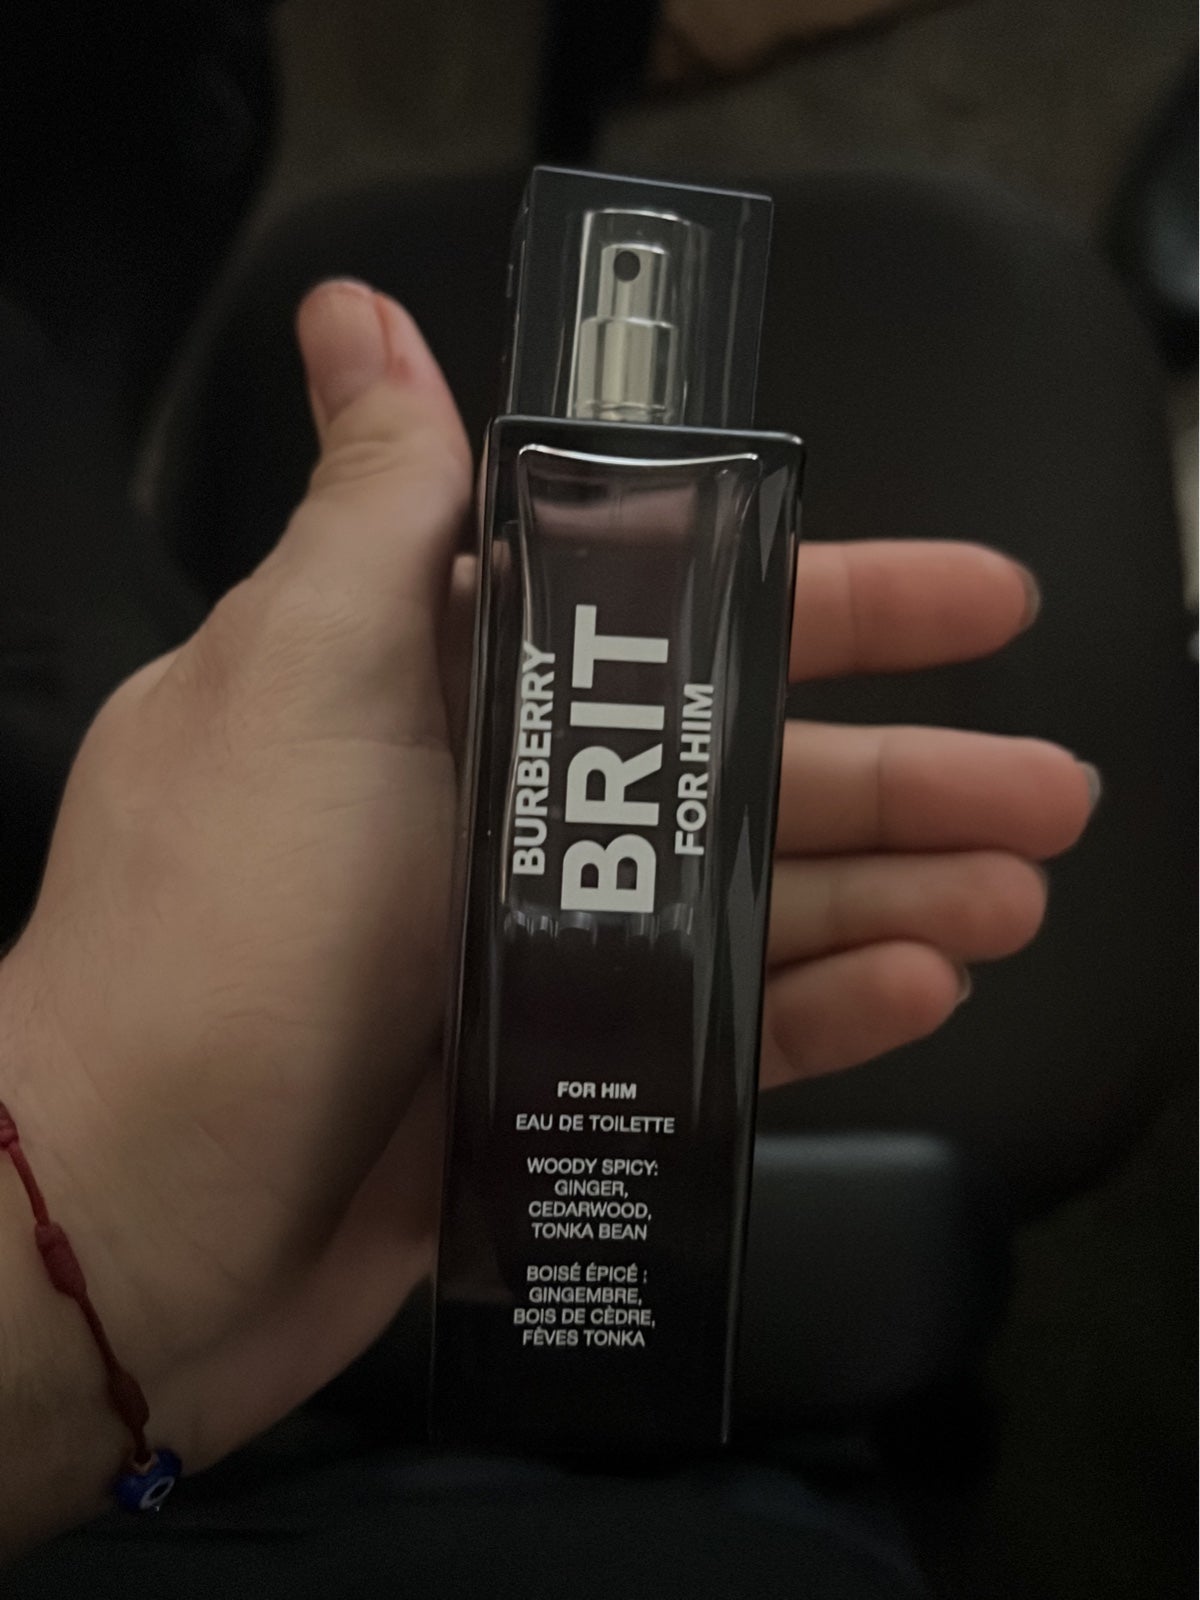 BURBERRY
BRIT
FOR HIM
FOR HIM
EAU DE TOILETTE
WOODY SPICY:
GINGER,
CEDARWOOD,
TONKA BEAN
BOISÉ ÉPICÉ :
GINGEMBRE,
BOIS DE CÈDRE,
FÈVES TONKA